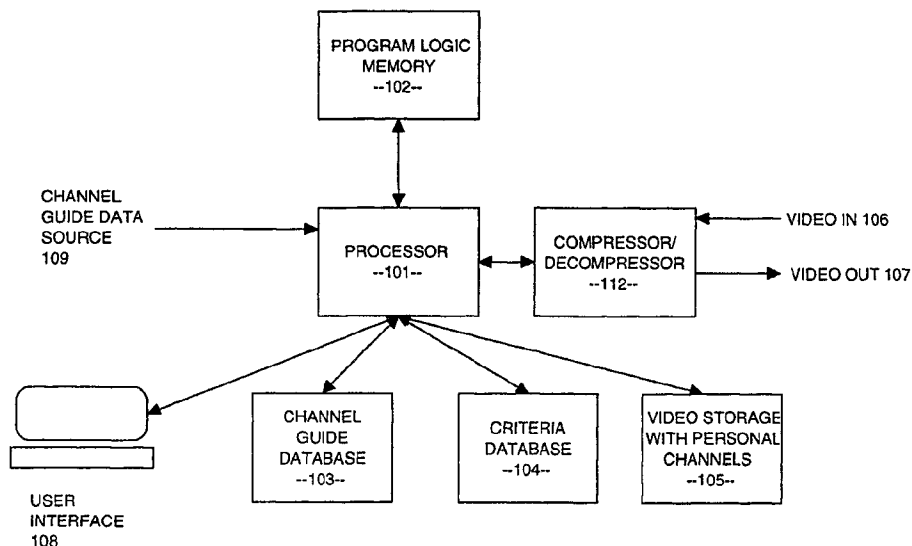 PROGRAM LOGIC
MEMORY
--102--
CHANNEL
GUIDE DATA
SOURCE
109
PROCESSOR
--101--
COMPRESSOR/
DECOMPRESSOR
--112--
VIDEO IN 106
VIDEO OUT 107
USER
INTERFACE
108
CHANNEL
GUIDE
DATABASE
--103--
CRITERIA
DATABASE
--104--
VIDEO STORAGE
WITH PERSONAL
CHANNELS
--105--